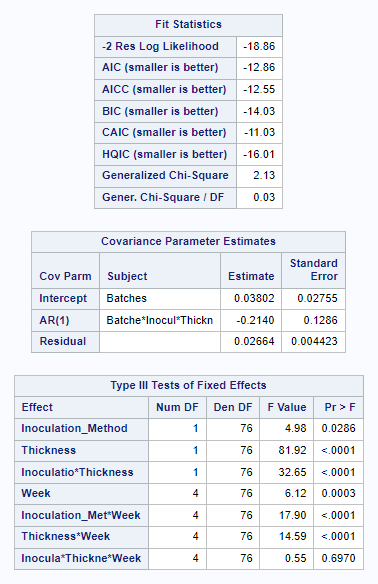 Fit Statistics
-2 Res Log Likelihood -18.86
AIC (smaller is better) -12.86
AICC (smaller is better) -12.55
BIC (smaller is better) -14.03
CAIC (smaller is better) -11.03
HQIC (smaller is better) -16.01
Generalized Chi-Square 2.13
Gener. Chi-Square / DF 0.03
Covariance Parameter Estimates
Cov Parm Subject Estimate Standard Error
Intercept Batches 0.03802 0.02755
AR(1) Batche*Inocul*Thickn -0.2140 0.1286
Residual 0.02664 0.004423
Type III Tests of Fixed Effects
Effect Num DF Den DF F Value Pr > F
Inoculation_Method 1 76 4.98 0.0286
Thickness 1 76 81.92 <.0001
Inoculatio*Thickness 1 76 32.65 <.0001
Week 4 76 6.12 0.0003
Inoculation_Met*Week 4 76 17.90 <.0001
Thickness*Week 4 76 14.59 <.0001
Inocula*Thickne*Week 4 76 0.55 0.6970